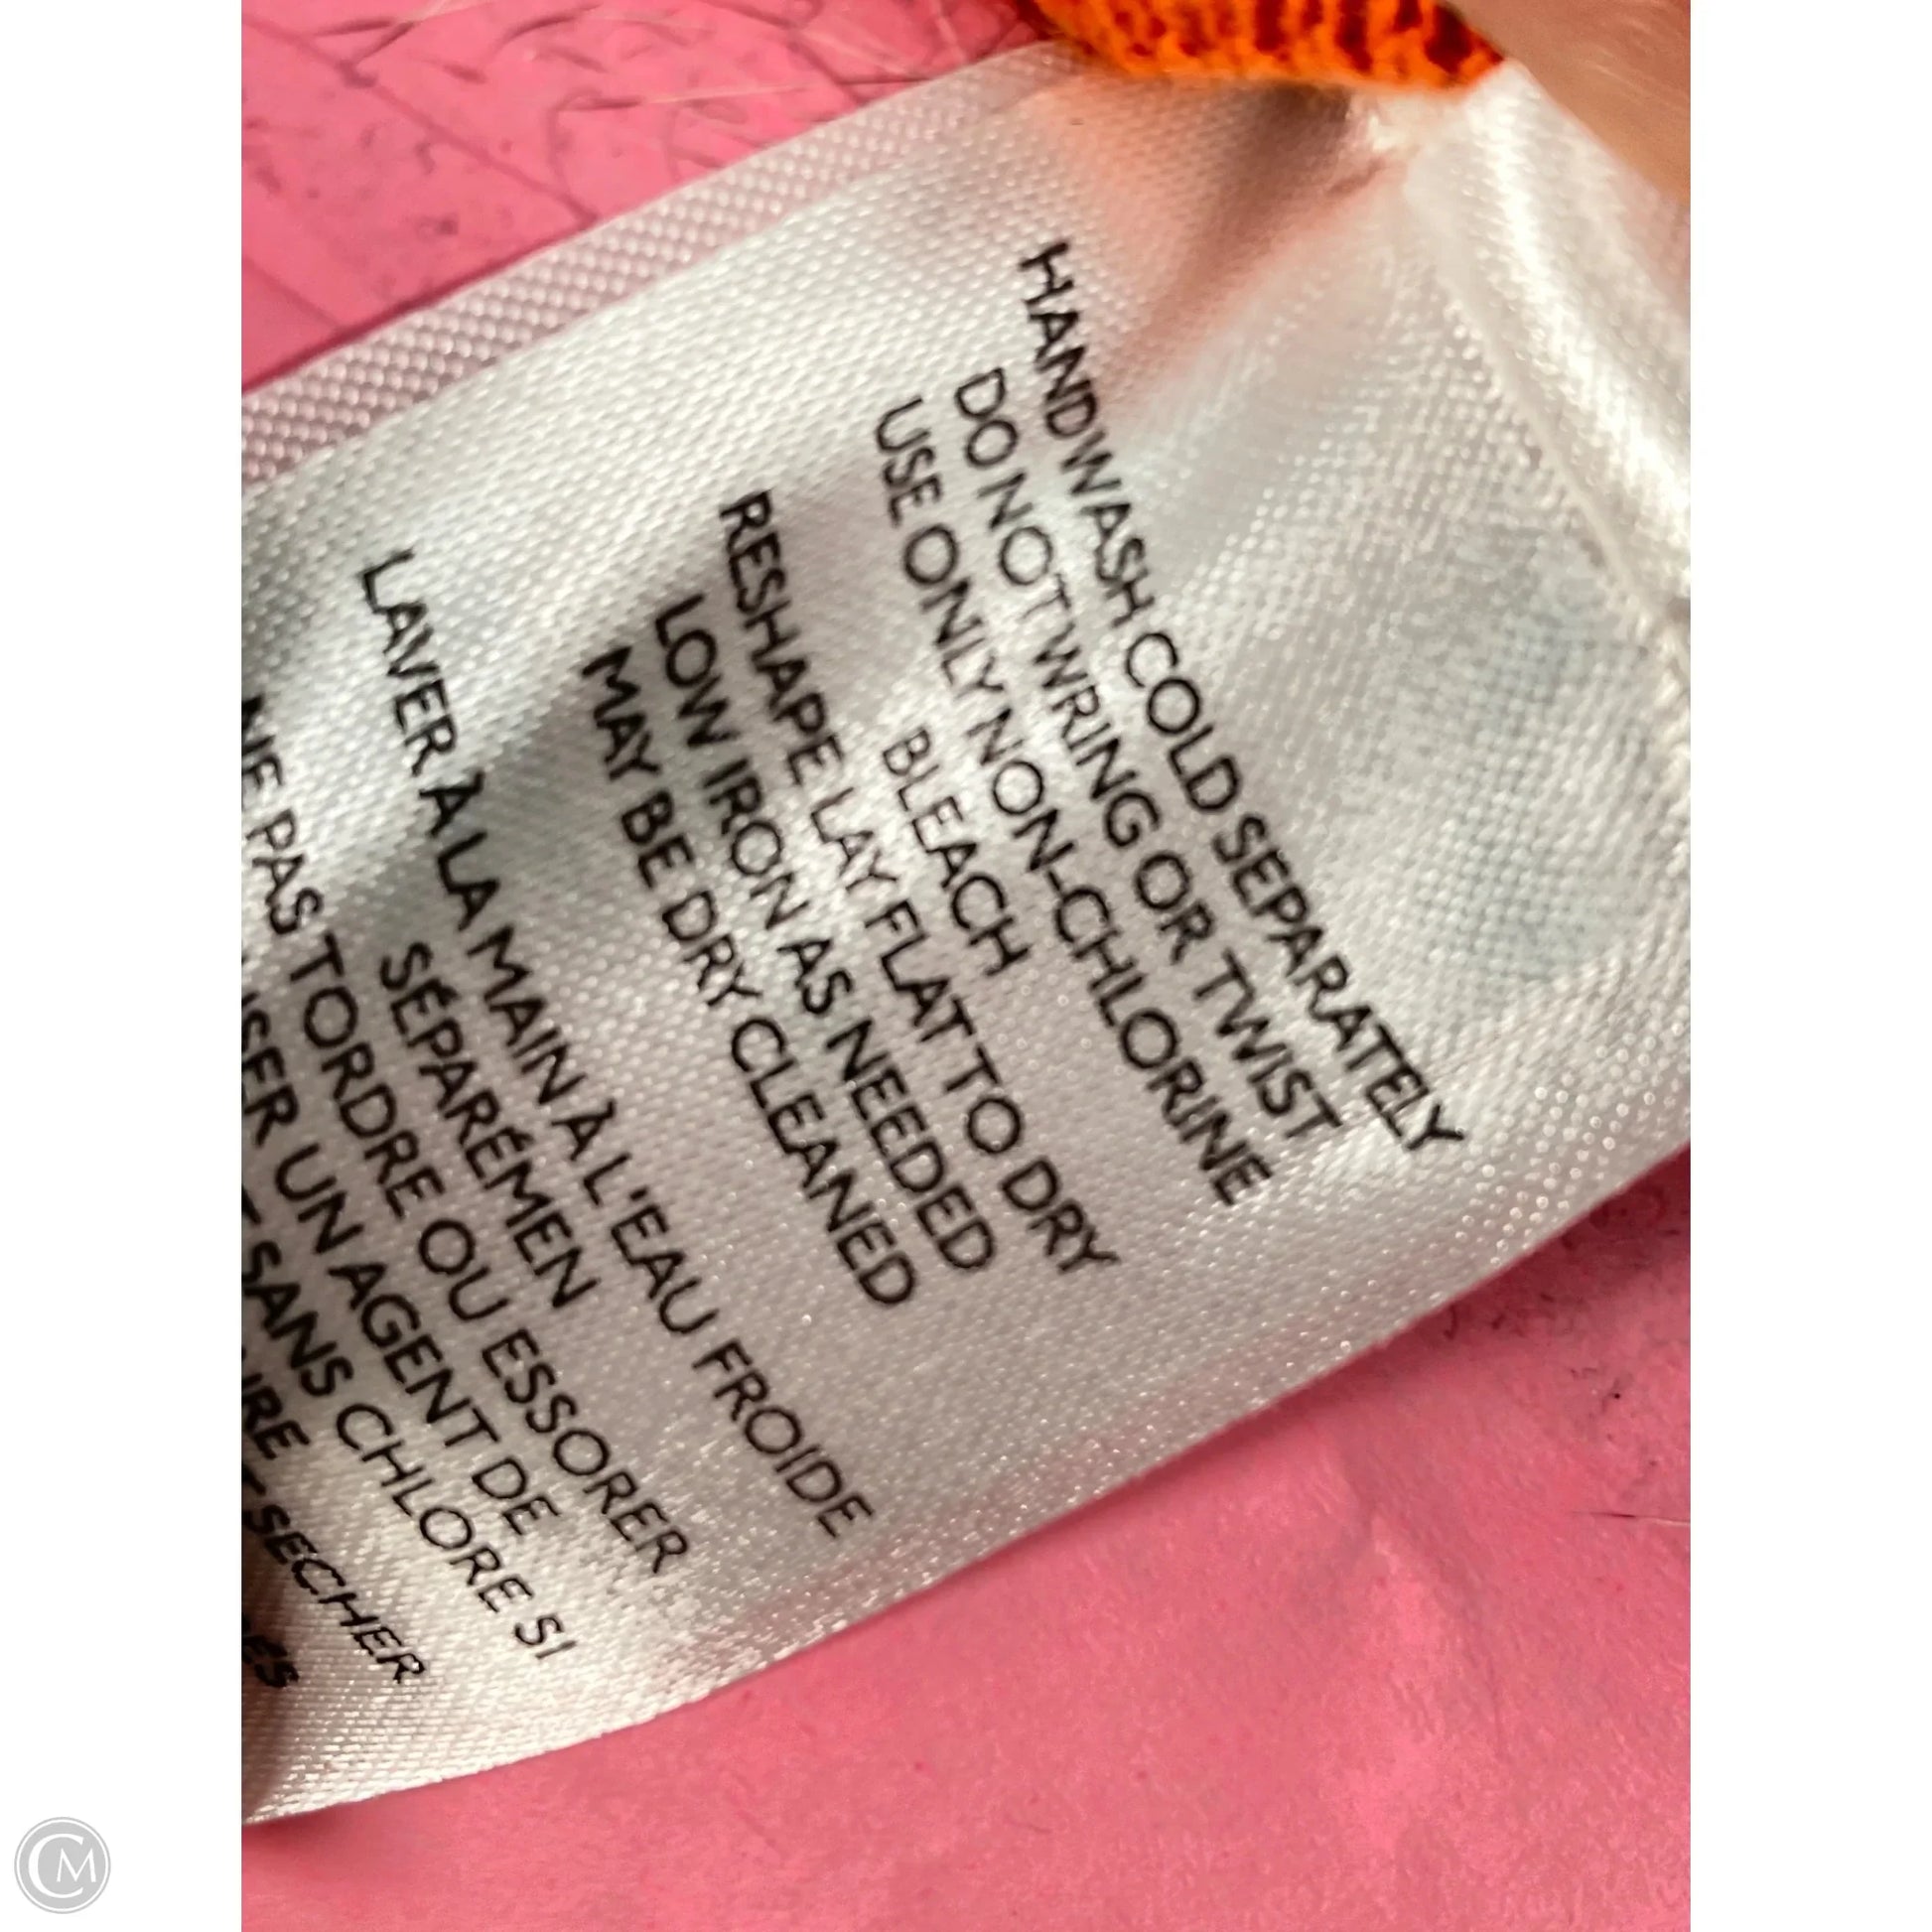 HANDWASH COLD SEPARATELY
DO NOT WRING OR TWIST
USE ONLY NON-CHLORINE
BLEACH
RESHAPE LAY FLAT TO DRY
LOW IRON AS NEEDED
MAY BE DRY CLEANED
LAVER À LA MAIN À L'EAU FROIDE
SÉPARÉMEN
NE PAS TORDRE OU ESSORER
UN AGENT DE
SANS CHLORE SI
SECHER
CM